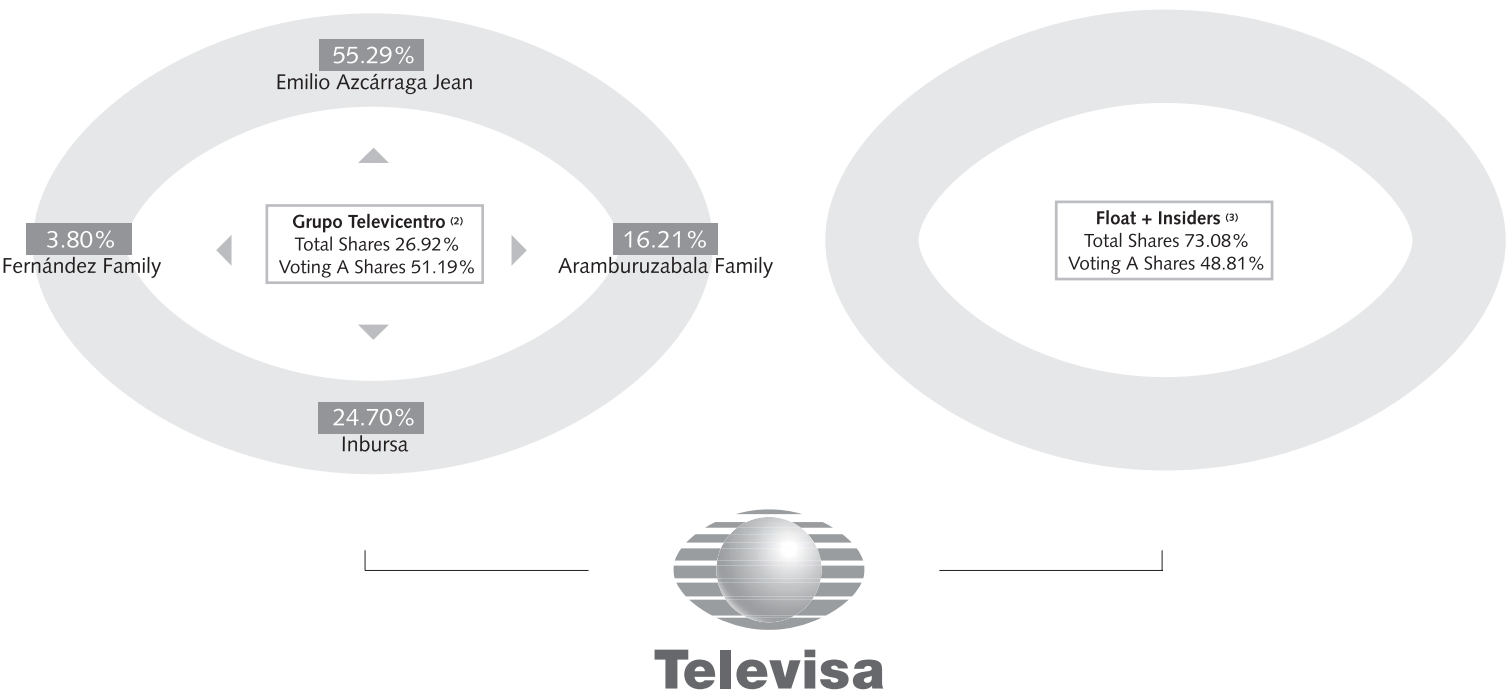 55.29%
Emilio Azcárraga Jean
Grupo Televicentro (2)
Total Shares 26.92%
Voting A Shares 51.19%
3.80%
Fernández Family
16.21%
Aramburuzabala Family
24.70%
Inbursa
Float + Insiders (3)
Total Shares 73.08%
Voting A Shares 48.81%
Televisa